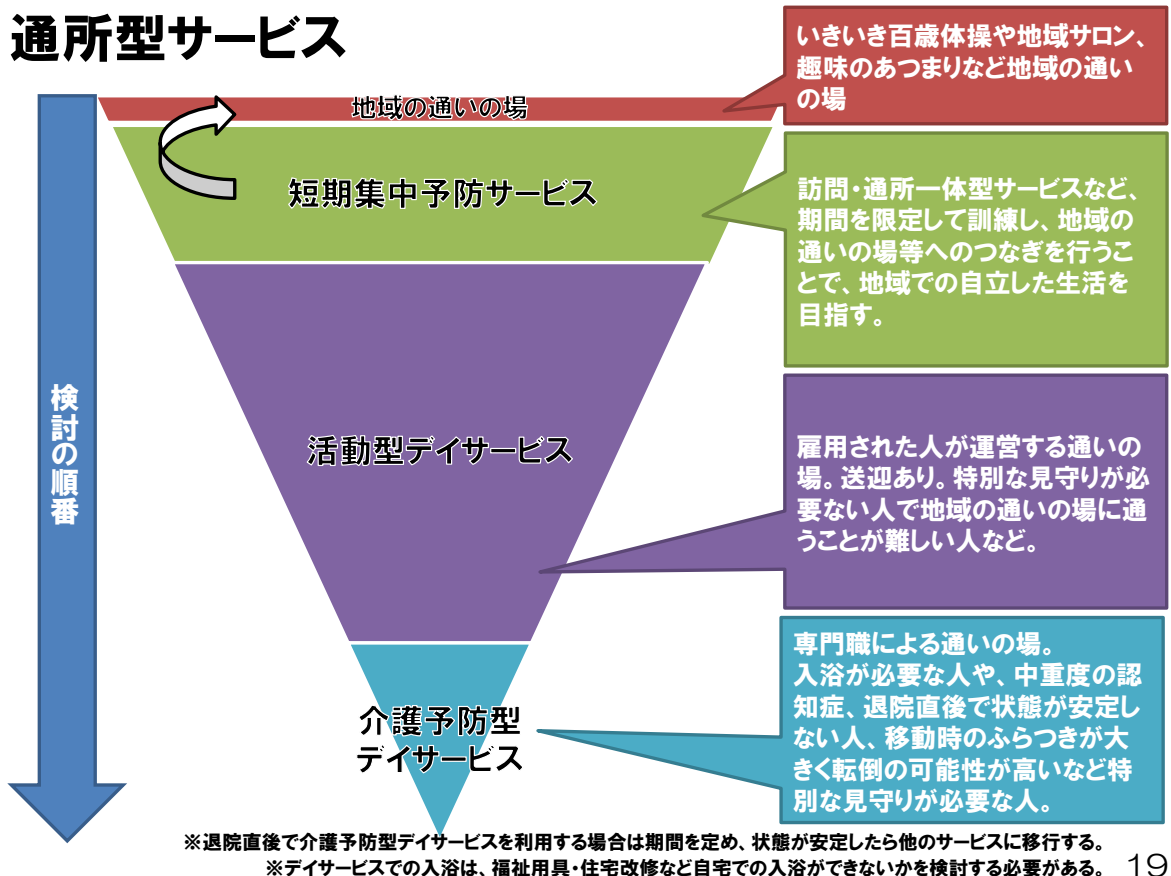 通所型サービス
いきいき百歳体操や地域サロン、
趣味のあつまりなど地域の通い
の場
地域の通いの場
短期集中予防サービス
訪問・通所一体型サービスなど、
期間を限定して訓練し、地域の
通いの場等へのつなぎを行うこ
とで、地域での自立した生活を
目指す。
検討の順番
活動型デイサービス
雇用された人が運営する通いの
場。送迎あり。特別な見守りが必
要ない人で地域の通いの場に通
うことが難しい人など。
介護予防型
デイサービス
専門職による通いの場。
入浴が必要な人や、中重度の認
知症、退院直後で状態が安定し
ない人、移動時のふらつきが大
きく転倒の可能性が高いなど特
別な見守りが必要な人。
※退院直後で介護予防型デイサービスを利用する場合は期間を定め、状態が安定したら他のサービスに移行する。
※デイサービスでの入浴は、福祉用具・住宅改修など自宅での入浴ができないかを検討する必要がある。
19